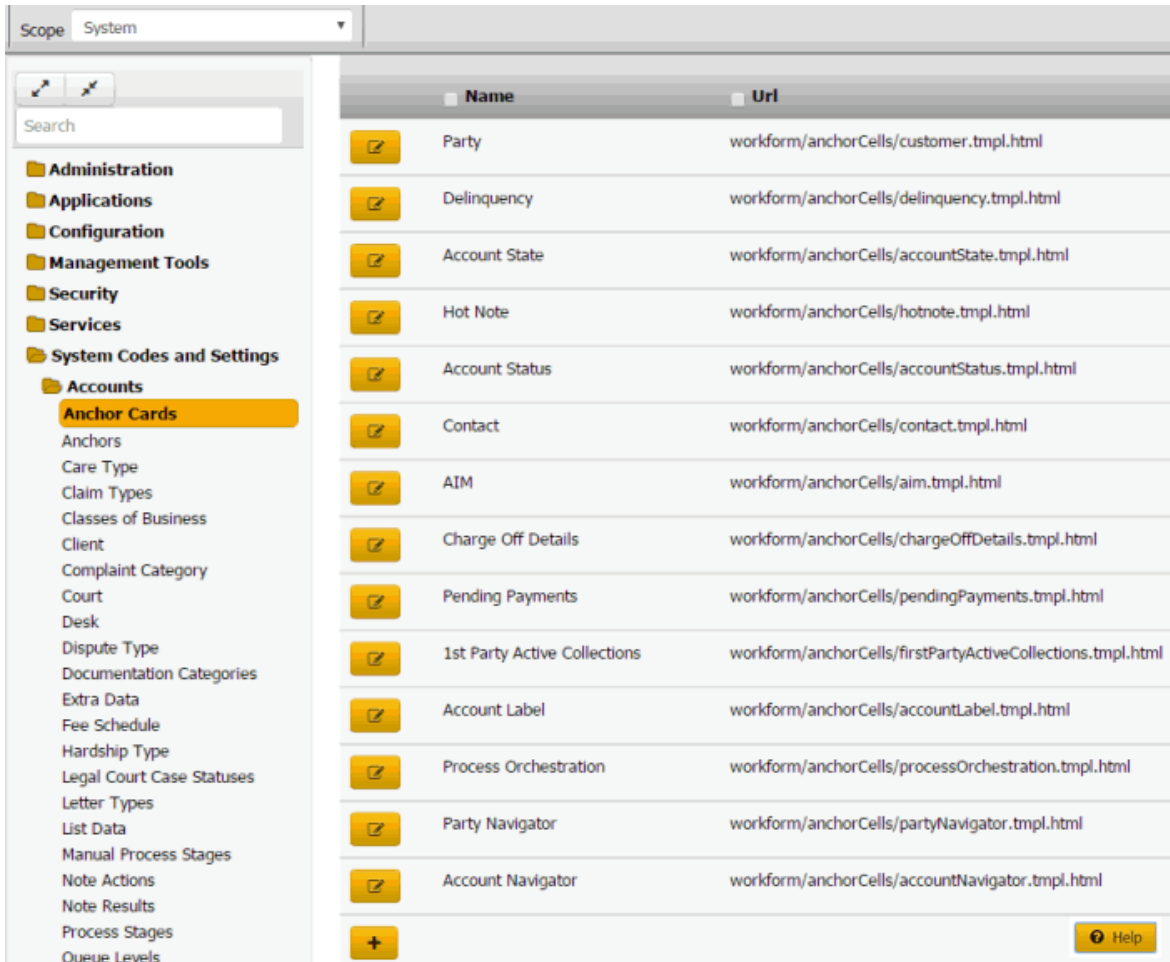 Scope System
Search
Administration
Applications
Configuration
Management Tools
Security
Services
System Codes and Settings
Accounts
Anchor Cards
Anchors
Care Type
Claim Types
Classes of Business
Client
Complaint Category
Court
Desk
Dispute Type
Documentation Categories
Extra Data
Fee Schedule
Hardship Type
Legal Court Case Statuses
Letter Types
List Data
Manual Process Stages
Note Actions
Note Results
Process Stages
Queue Levels
Name Url
Party workform/anchorCells/customer.tmpl.html
Delinquency workform/anchorCells/delinquency.tmpl.html
Account State workform/anchorCells/accountState.tmpl.html
Hot Note workform/anchorCells/hotnote.tmpl.html
Account Status workform/anchorCells/accountStatus.tmpl.html
Contact workform/anchorCells/contact.tmpl.html
AIM workform/anchorCells/aim.tmpl.html
Charge Off Details workform/anchorCells/chargeOffDetails.tmpl.html
Pending Payments workform/anchorCells/pendingPayments.tmpl.html
1st Party Active Collections workform/anchorCells/firstPartyActiveCollections.tmpl.html
Account Label workform/anchorCells/accountLabel.tmpl.html
Process Orchestration workform/anchorCells/processOrchestration.tmpl.html
Party Navigator workform/anchorCells/partyNavigator.tmpl.html
Account Navigator workform/anchorCells/accountNavigator.tmpl.html
Help